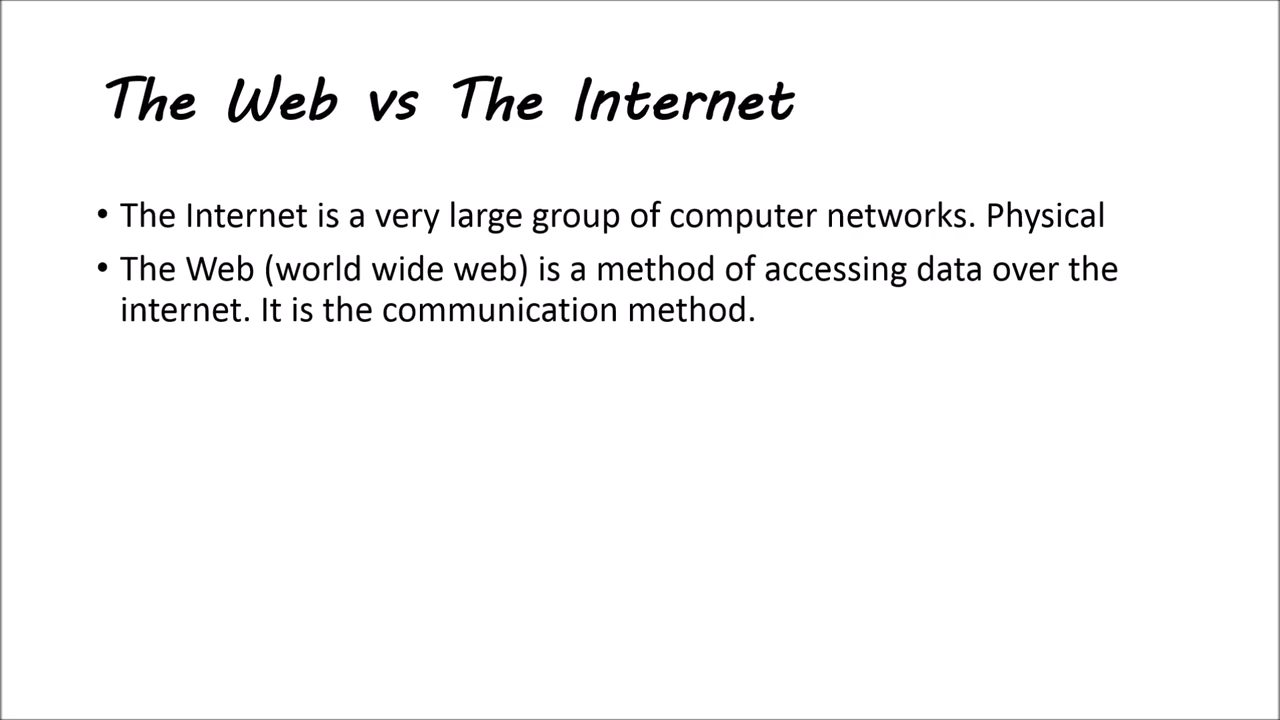 The Web vs The Internet
• The Internet is a very large group of computer networks. Physical
• The Web (world wide web) is a method of accessing data over the
internet. It is the communication method.